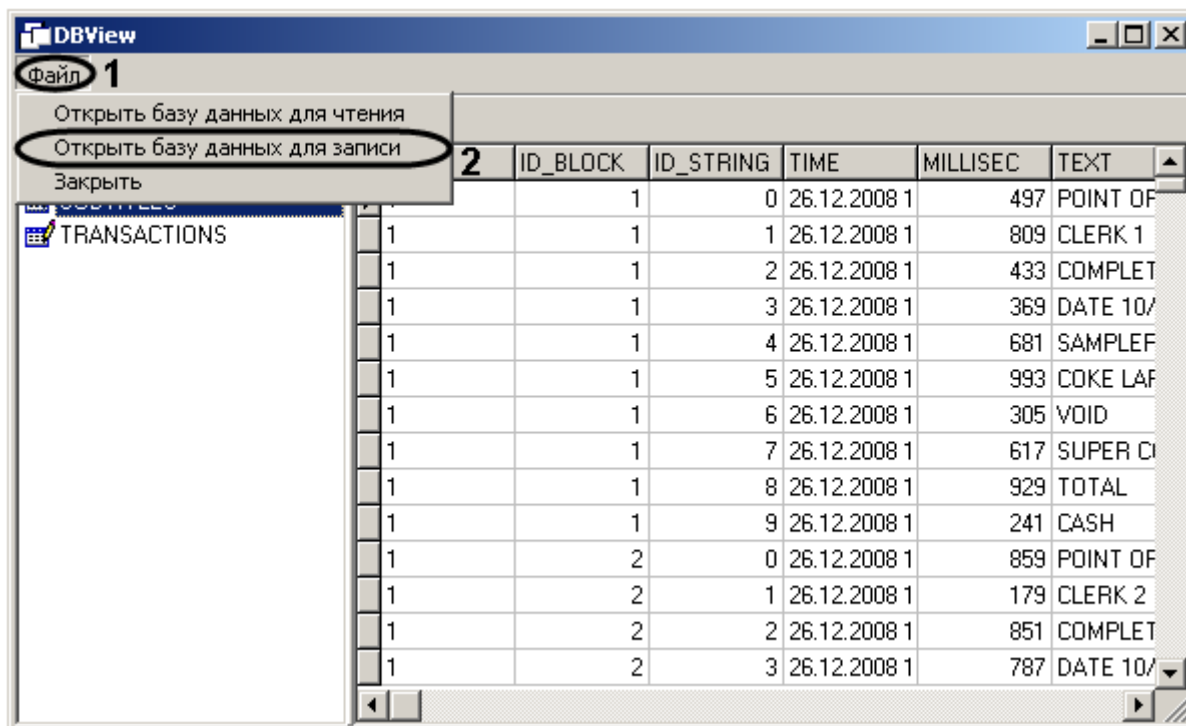 DBView
Файл 1
Открыть базу данных для чтения
Открыть базу данных для записи 2
Закрыть
ID_BLOCK ID_STRING TIME MILLISEC TEXT
TRANSACTIONS
1 1 0 26.12.2008 1 497 POINT OF
1 1 1 26.12.2008 1 809 CLERK 1
1 1 2 26.12.2008 1 433 COMPLET
1 1 3 26.12.2008 1 369 DATE 10/
1 1 4 26.12.2008 1 681 SAMPLEF
1 1 5 26.12.2008 1 993 COKE LAR
1 1 6 26.12.2008 1 305 VOID
1 1 7 26.12.2008 1 617 SUPER CO
1 1 8 26.12.2008 1 929 TOTAL
1 1 9 26.12.2008 1 241 CASH
1 2 0 26.12.2008 1 859 POINT OF
1 2 1 26.12.2008 1 179 CLERK 2
1 2 2 26.12.2008 1 851 COMPLET
1 2 3 26.12.2008 1 787 DATE 10/